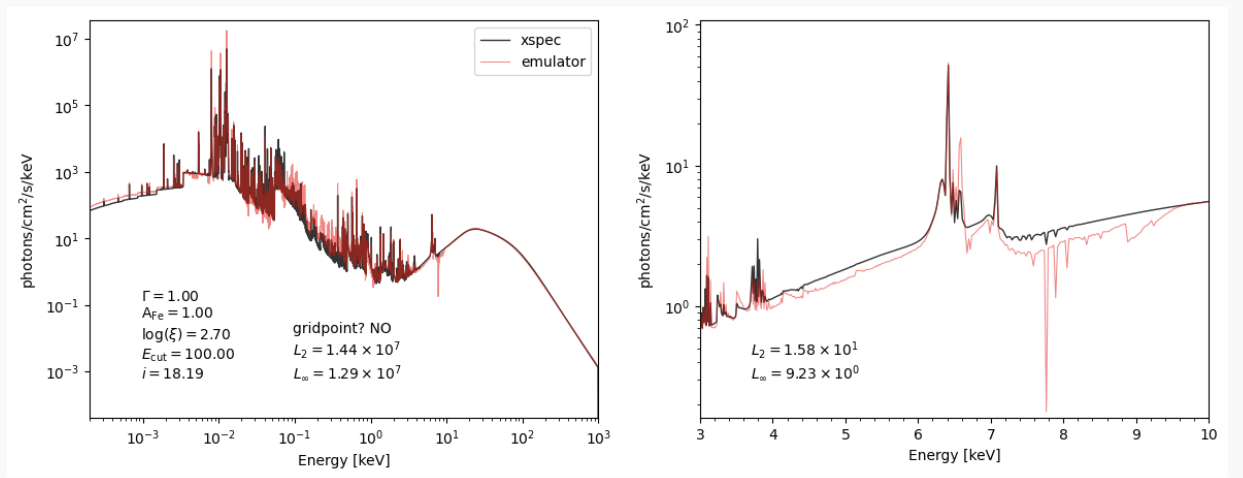 10^7
10^5
10^3
10^1
10^-1
10^-3
photons/cm^2/s/keV
xspec
emulator
Γ = 1.00
A_Fe = 1.00
log(ξ) = 2.70
E_cut = 100.00
i = 18.19
gridpoint? NO
L_2 = 1.44 × 10^7
L_∞ = 1.29 × 10^7
10^-3 10^-2 10^-1 10^0 10^1 10^2 10^3
Energy [keV]
10^2
10^1
10^0
photons/cm^2/s/keV
L_2 = 1.58 × 10^1
L_∞ = 9.23 × 10^0
3 4 5 6 7 8 9 10
Energy [keV]